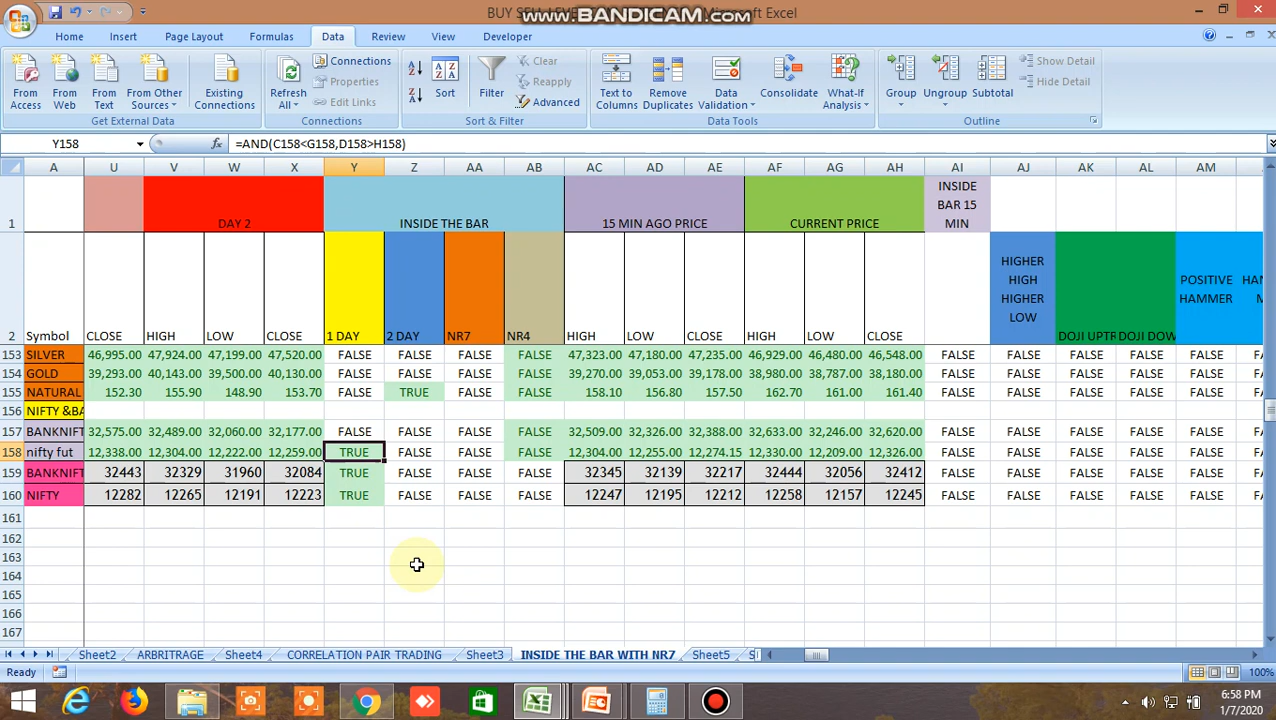 BUY SELL
www.BANDICAM.com
Microsoft Excel
Home Insert Page Layout Formulas Data Review View Developer
From Access
From Web
From Text
From Other Sources
Existing Connections
Get External Data
Refresh All
Connections
Properties
Edit Links
Connections
Sort
Filter
Clear
Reapply
Advanced
Sort & Filter
Text to Columns
Remove Duplicates
Data Validation
Consolidate
What-If Analysis
Data Tools
Group
Ungroup
Subtotal
Show Detail
Hide Detail
Outline
Y158 fx =AND(C158<G158,D158>H158)
A U V W X Y Z AA AB AC AD AE AF AG AH AI AJ AK AL AM
1 DAY 2 INSIDE THE BAR 15 MIN AGO PRICE CURRENT PRICE INSIDE BAR 15 MIN
HIGHER HIGH HIGHER LOW
POSITIVE HAMMER
2 Symbol CLOSE HIGH LOW CLOSE 1 DAY 2 DAY NR7 NR4 HIGH LOW CLOSE HIGH LOW CLOSE DOJI UPTR DOJI DOW
153 SILVER 46,995.00 47,924.00 47,199.00 47,520.00 FALSE FALSE FALSE FALSE 47,323.00 47,180.00 47,235.00 46,929.00 46,480.00 46,548.00 FALSE FALSE FALSE FALSE FALSE
154 GOLD 39,293.00 40,143.00 39,500.00 40,130.00 FALSE FALSE FALSE FALSE 39,270.00 39,053.00 39,178.00 38,980.00 38,787.00 38,180.00 FALSE FALSE FALSE FALSE FALSE
155 NATURAL 152.30 155.90 148.90 153.70 FALSE TRUE FALSE FALSE 158.10 156.80 157.50 162.70 161.00 161.40 FALSE FALSE FALSE FALSE FALSE
156 NIFTY &BA
157 BANKNIFT 32,575.00 32,489.00 32,060.00 32,177.00 FALSE FALSE FALSE FALSE 32,509.00 32,326.00 32,388.00 32,633.00 32,246.00 32,620.00 FALSE FALSE FALSE FALSE FALSE
158 nifty fut 12,338.00 12,304.00 12,222.00 12,259.00 TRUE FALSE FALSE FALSE 12,304.00 12,255.00 12,274.15 12,330.00 12,209.00 12,326.00 FALSE FALSE FALSE FALSE FALSE
159 BANKNIFT 32443 32329 31960 32084 TRUE FALSE FALSE FALSE 32345 32139 32217 32444 32056 32412 FALSE FALSE FALSE FALSE FALSE
160 NIFTY 12282 12265 12191 12223 TRUE FALSE FALSE FALSE 12247 12195 12212 12258 12157 12245 FALSE FALSE FALSE FALSE FALSE
161
162
163
164
165
166
167
Sheet2 ARBRITRAGE Sheet4 CORRELATION PAIR TRADING Sheet3 INSIDE THE BAR WITH NR7 Sheet5 S
Ready 100%
6:58 PM
1/7/2020